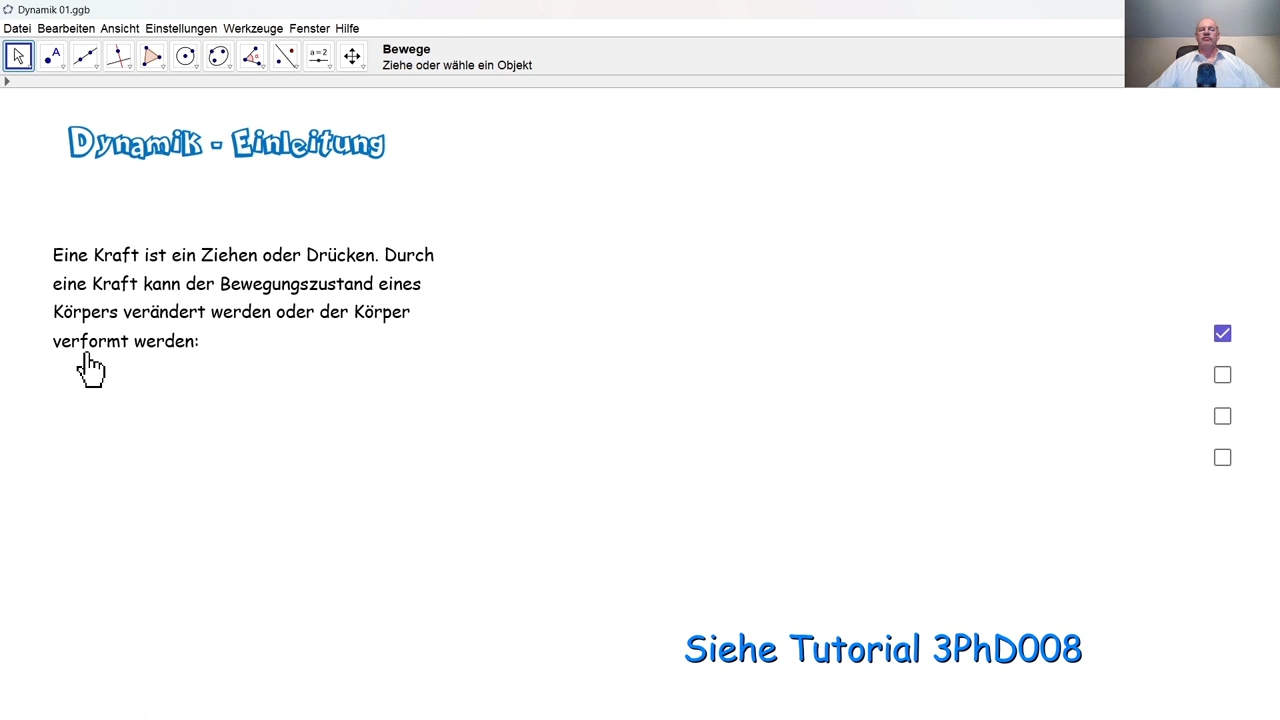 Dynamik 01.ggb
Datei Bearbeiten Ansicht Einstellungen Werkzeuge Fenster Hilfe
A
a=2
Bewege
Ziehe oder wähle ein Objekt
Dynamik - Einleitung
Eine Kraft ist ein Ziehen oder Drücken. Durch
eine Kraft kann der Bewegungszustand eines
Körpers verändert werden oder der Körper
verformt werden:
Siehe Tutorial 3PhD008